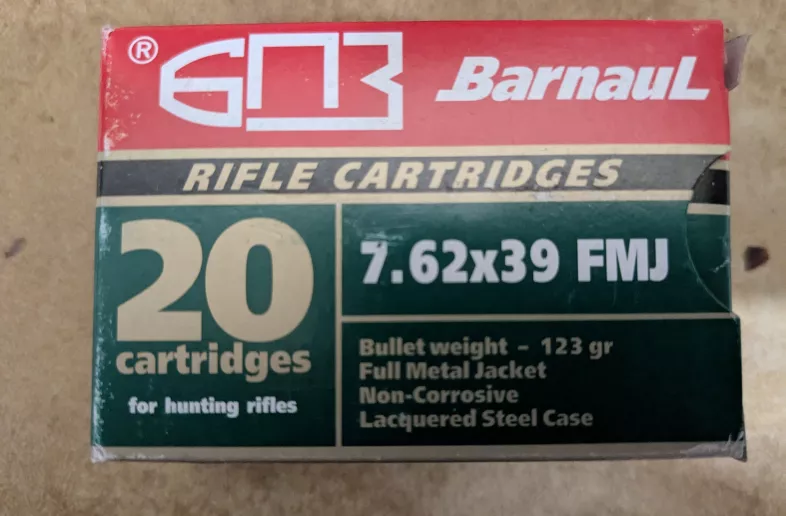 ® БПЗ BarnauL
RIFLE CARTRIDGES
20
cartridges
for hunting rifles
7.62x39 FMJ
Bullet weight - 123 gr
Full Metal Jacket
Non-Corrosive
Lacquered Steel Case